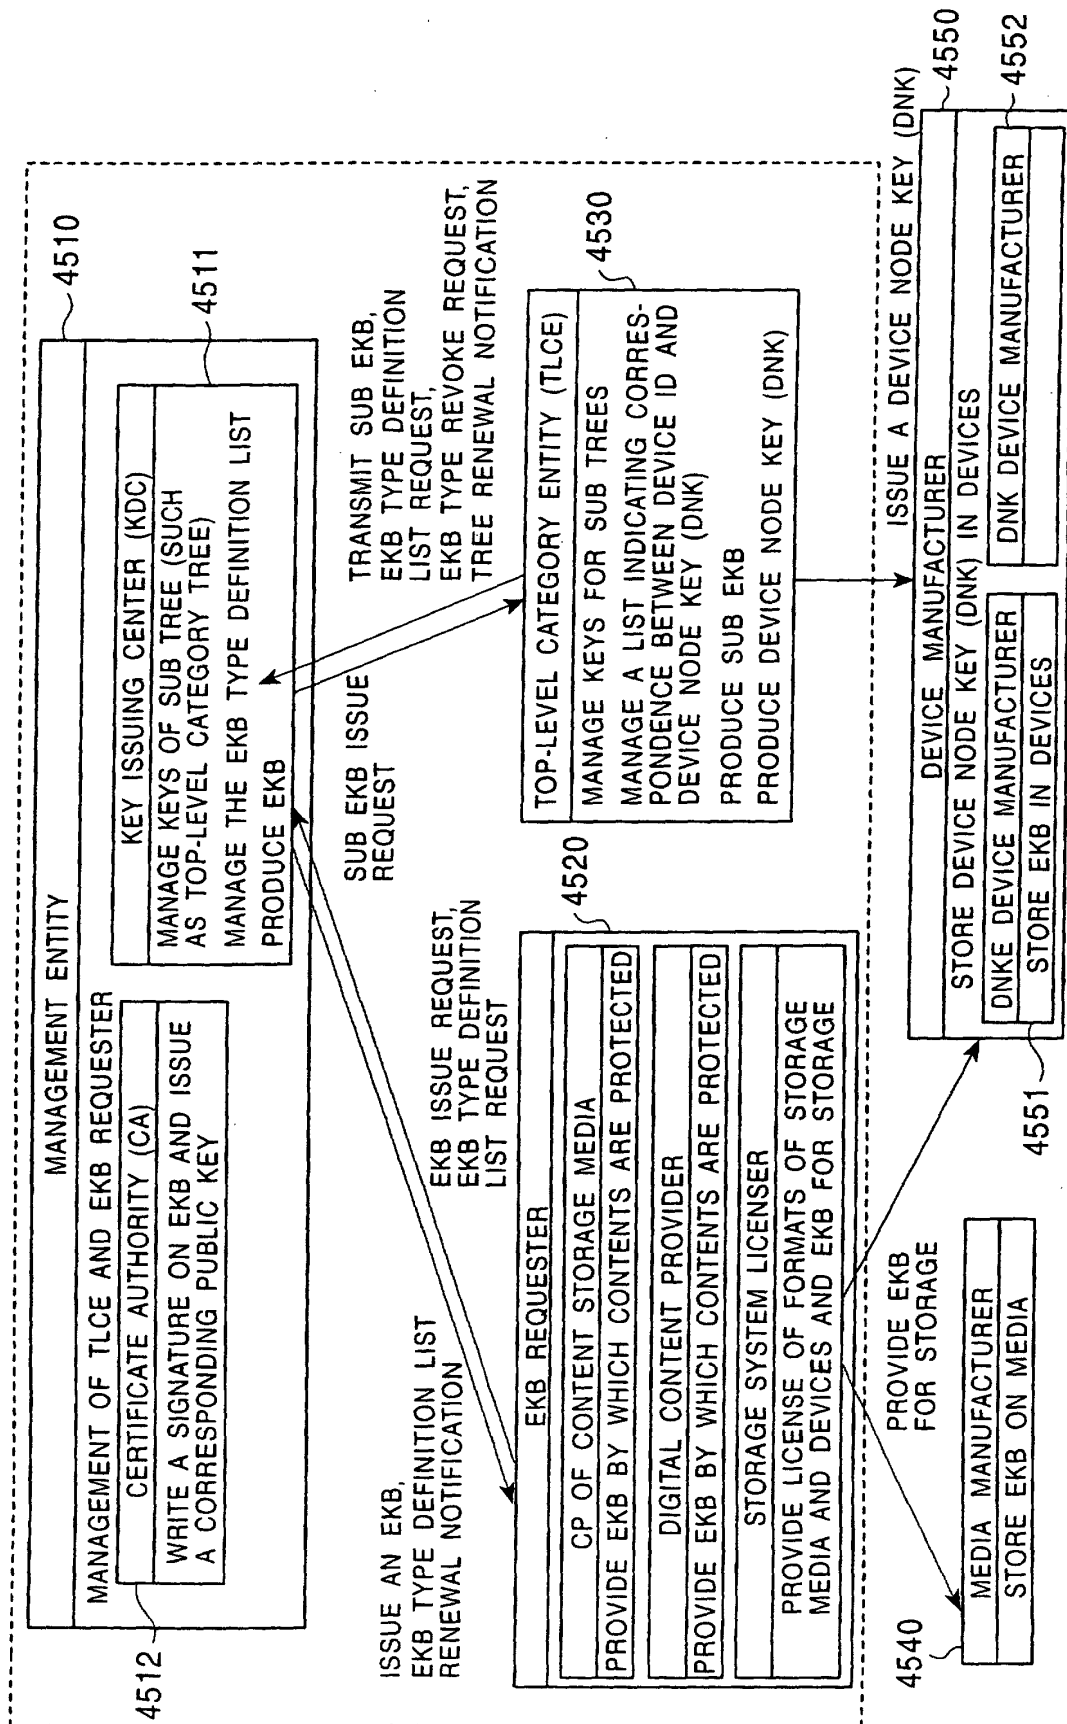 MANAGEMENT ENTITY
4510
MANAGEMENT OF TLCE AND EKB REQUESTER
4512
CERTIFICATE AUTHORITY (CA)
WRITE A SIGNATURE ON EKB AND ISSUE
A CORRESPONDING PUBLIC KEY
KEY ISSUING CENTER (KDC)
4511
MANAGE KEYS OF SUB TREE (SUCH
AS TOP-LEVEL CATEGORY TREE)
MANAGE THE EKB TYPE DEFINITION LIST
PRODUCE EKB
ISSUE AN EKB,
EKB TYPE DEFINITION LIST
RENEWAL NOTIFICATION
EKB ISSUE REQUEST,
EKB TYPE DEFINITION
LIST REQUEST
SUB EKB ISSUE
REQUEST
TRANSMIT SUB EKB,
EKB TYPE DEFINITION
LIST REQUEST,
EKB TYPE REVOKE REQUEST,
TREE RENEWAL NOTIFICATION
EKB REQUESTER
4520
CP OF CONTENT STORAGE MEDIA
PROVIDE EKB BY WHICH CONTENTS ARE PROTECTED
DIGITAL CONTENT PROVIDER
PROVIDE EKB BY WHICH CONTENTS ARE PROTECTED
STORAGE SYSTEM LICENSER
PROVIDE LICENSE OF FORMATS OF STORAGE
MEDIA AND DEVICES AND EKB FOR STORAGE
TOP-LEVEL CATEGORY ENTITY (TLCE)
4530
MANAGE KEYS FOR SUB TREES
MANAGE A LIST INDICATING CORRES-
PONDENCE BETWEEN DEVICE ID AND
DEVICE NODE KEY (DNK)
PRODUCE SUB EKB
PRODUCE DEVICE NODE KEY (DNK)
PROVIDE EKB
FOR STORAGE
ISSUE A DEVICE NODE KEY (DNK)
4540
MEDIA MANUFACTURER
STORE EKB ON MEDIA
DEVICE MANUFACTURER
4550
STORE DEVICE NODE KEY (DNK) IN DEVICES
4551
DNKE DEVICE MANUFACTURER
STORE EKB IN DEVICES
DNK DEVICE MANUFACTURER
4552